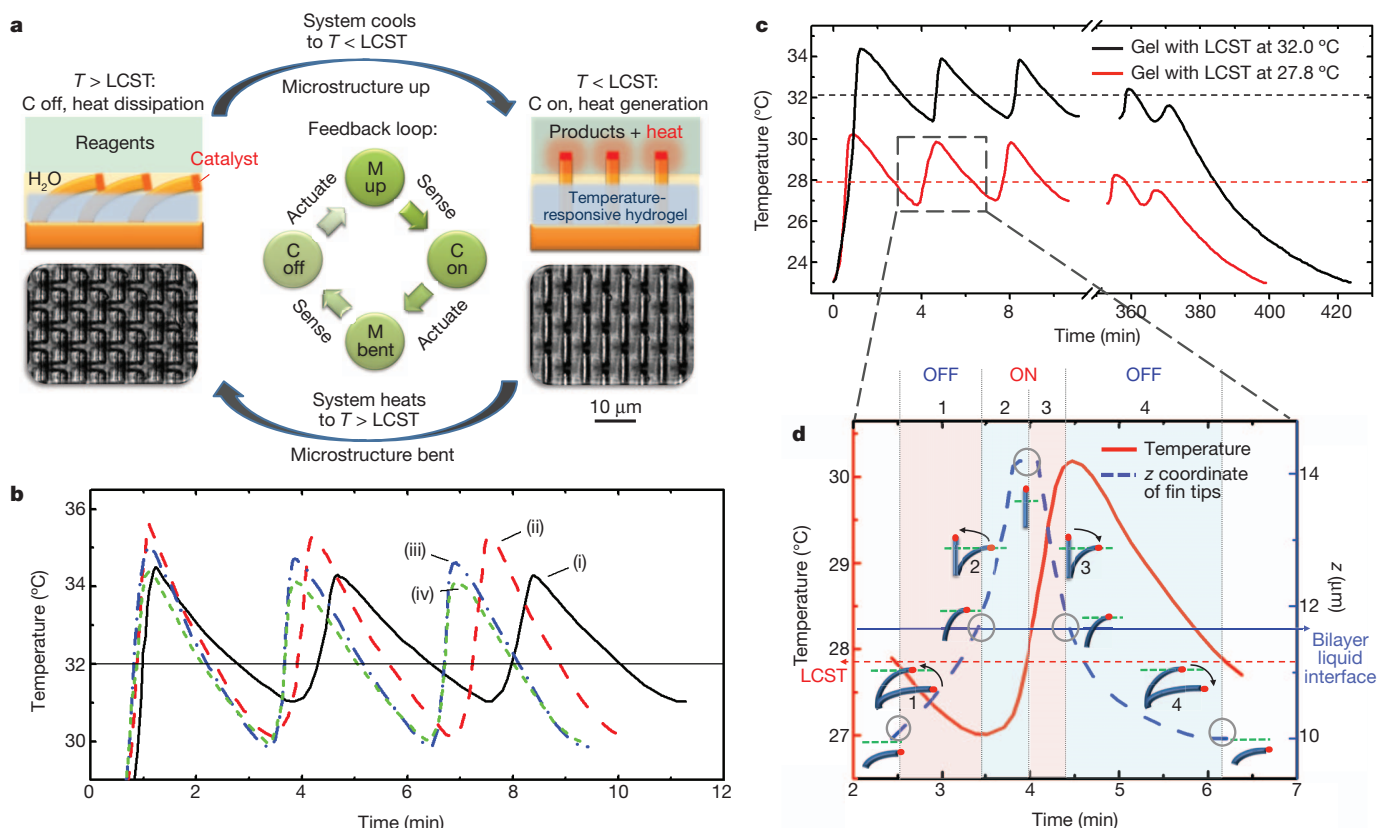 a
System cools
to T < LCST
Microstructure up
T > LCST:
C off, heat dissipation
Reagents
Catalyst
H2O
Feedback loop:
M
up
Sense
C
on
Actuate
M
bent
Sense
C
off
Actuate
T < LCST:
C on, heat generation
Products + heat
Temperature-
responsive hydrogel
10 μm
System heats
to T > LCST
Microstructure bent
b
36
34
32
30
Temperature (°C)
(iii)
(iv)
(ii)
(i)
0 2 4 6 8 10 12
Time (min)
c
34
32
30
28
26
24
Temperature (°C)
Gel with LCST at 32.0 °C
Gel with LCST at 27.8 °C
0 4 8 360 380 400 420
Time (min)
OFF ON OFF
1 2 3 4
d
Temperature
z coordinate
of fin tips
30
29
28
27
Temperature (°C)
LCST
14
12
10
z (μm)
Bilayer
liquid
interface
1
2
3
4
2 3 4 5 6 7
Time (min)